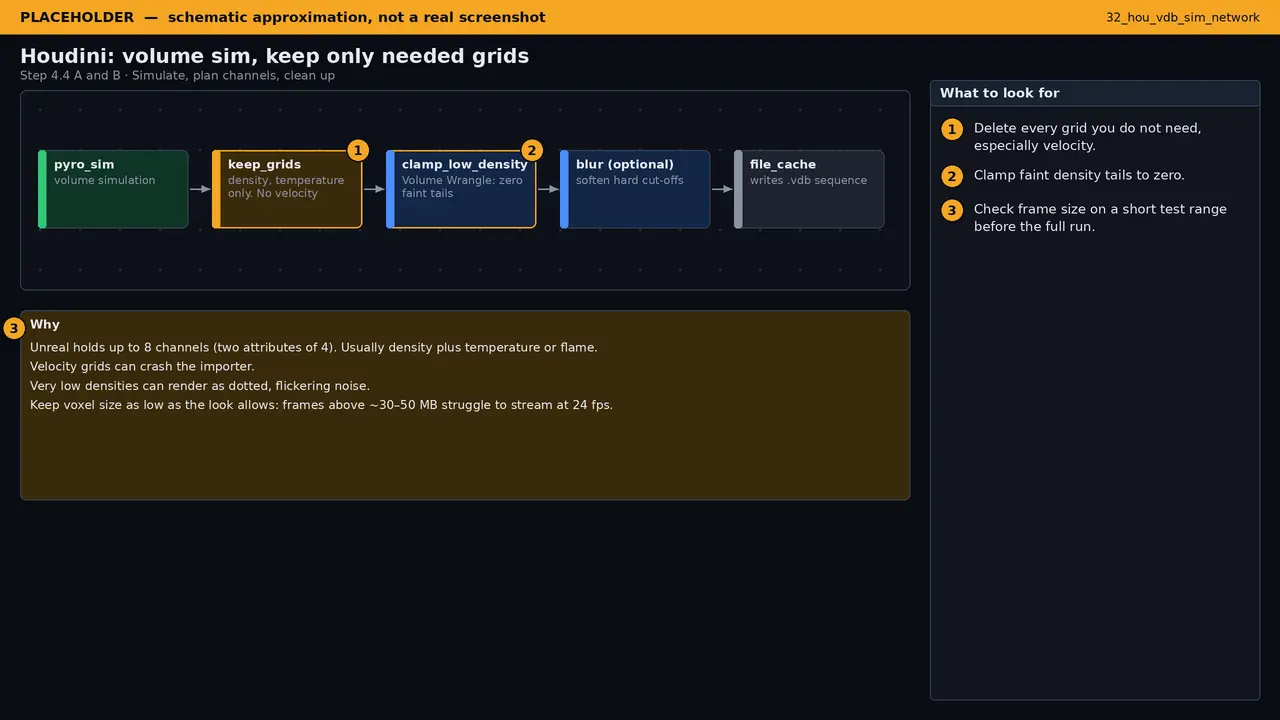 PLACEHOLDER — schematic approximation, not a real screenshot
32_hou_vdb_sim_network
Houdini: volume sim, keep only needed grids
Step 4.4 A and B · Simulate, plan channels, clean up
pyro_sim
volume simulation
1
keep_grids
density, temperature
only. No velocity
2
clamp_low_density
Volume Wrangle: zero
faint tails
blur (optional)
soften hard cut-offs
file_cache
writes .vdb sequence
3
Why
Unreal holds up to 8 channels (two attributes of 4). Usually density plus temperature or flame.
Velocity grids can crash the importer.
Very low densities can render as dotted, flickering noise.
Keep voxel size as low as the look allows: frames above ~30–50 MB struggle to stream at 24 fps.
What to look for
1
Delete every grid you do not need,
especially velocity.
2
Clamp faint density tails to zero.
3
Check frame size on a short test range
before the full run.